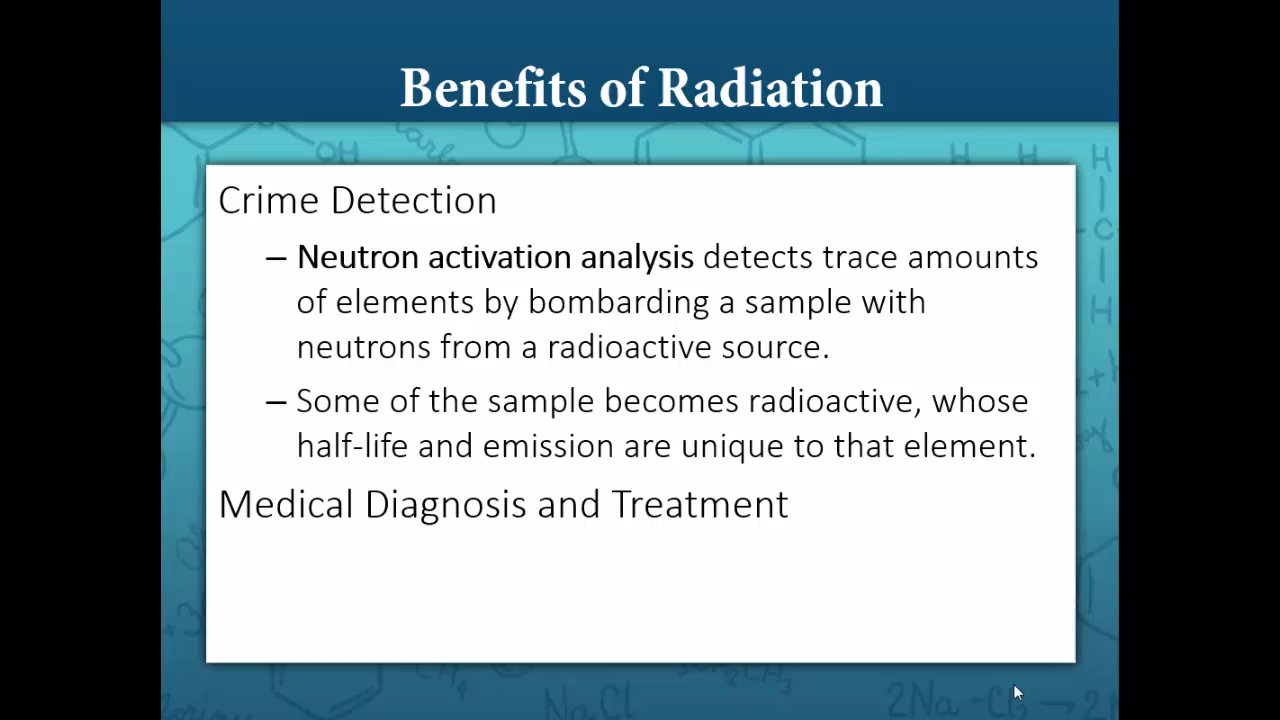 Benefits of Radiation
OH
H H H
C
H
Crime Detection
– Neutron activation analysis detects trace amounts
of elements by bombarding a sample with
neutrons from a radioactive source.
– Some of the sample becomes radioactive, whose
half-life and emission are unique to that element.
Medical Diagnosis and Treatment
NaCl